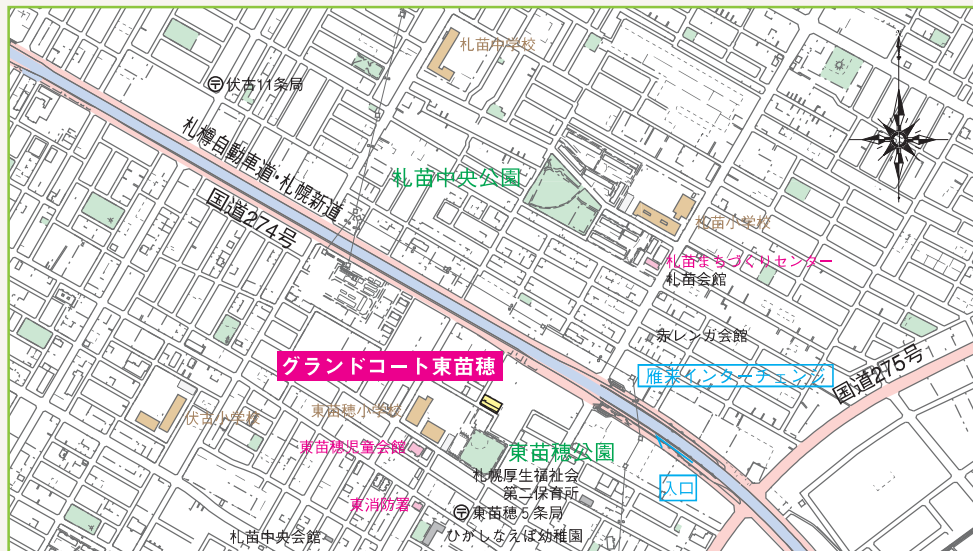 札苗中学校
伏古11条局
札樽自動車道・札幌新道
国道274号
札苗中央公園
札苗小学校
札苗まちづくりセンター
札苗会館
赤レンガ会館
グランドコート東苗穂
雁来インターチェンジ
国道275号
東苗穂小学校
伏古小学校
東苗穂児童会館
東苗穂公園
札幌厚生福祉会
第二保育所
入口
東消防署
東苗穂5条局
札苗中央会館
ひがしなえぼ幼稚園